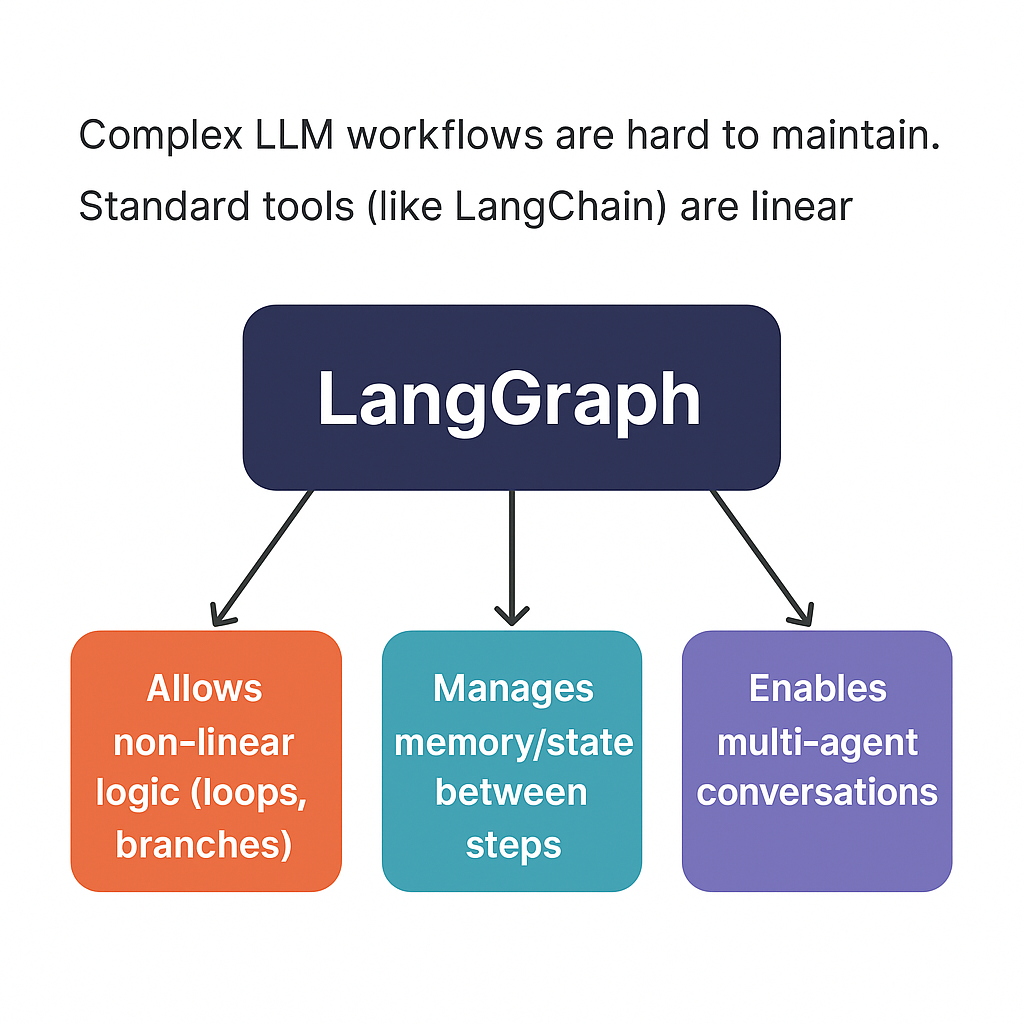 Complex LLM workflows are hard to maintain.
Standard tools (like LangChain) are linear
LangGraph
Allows
non-linear
logic (loops,
branches)
Manages
memory/state
between
steps
Enables
multi-agent
conversations